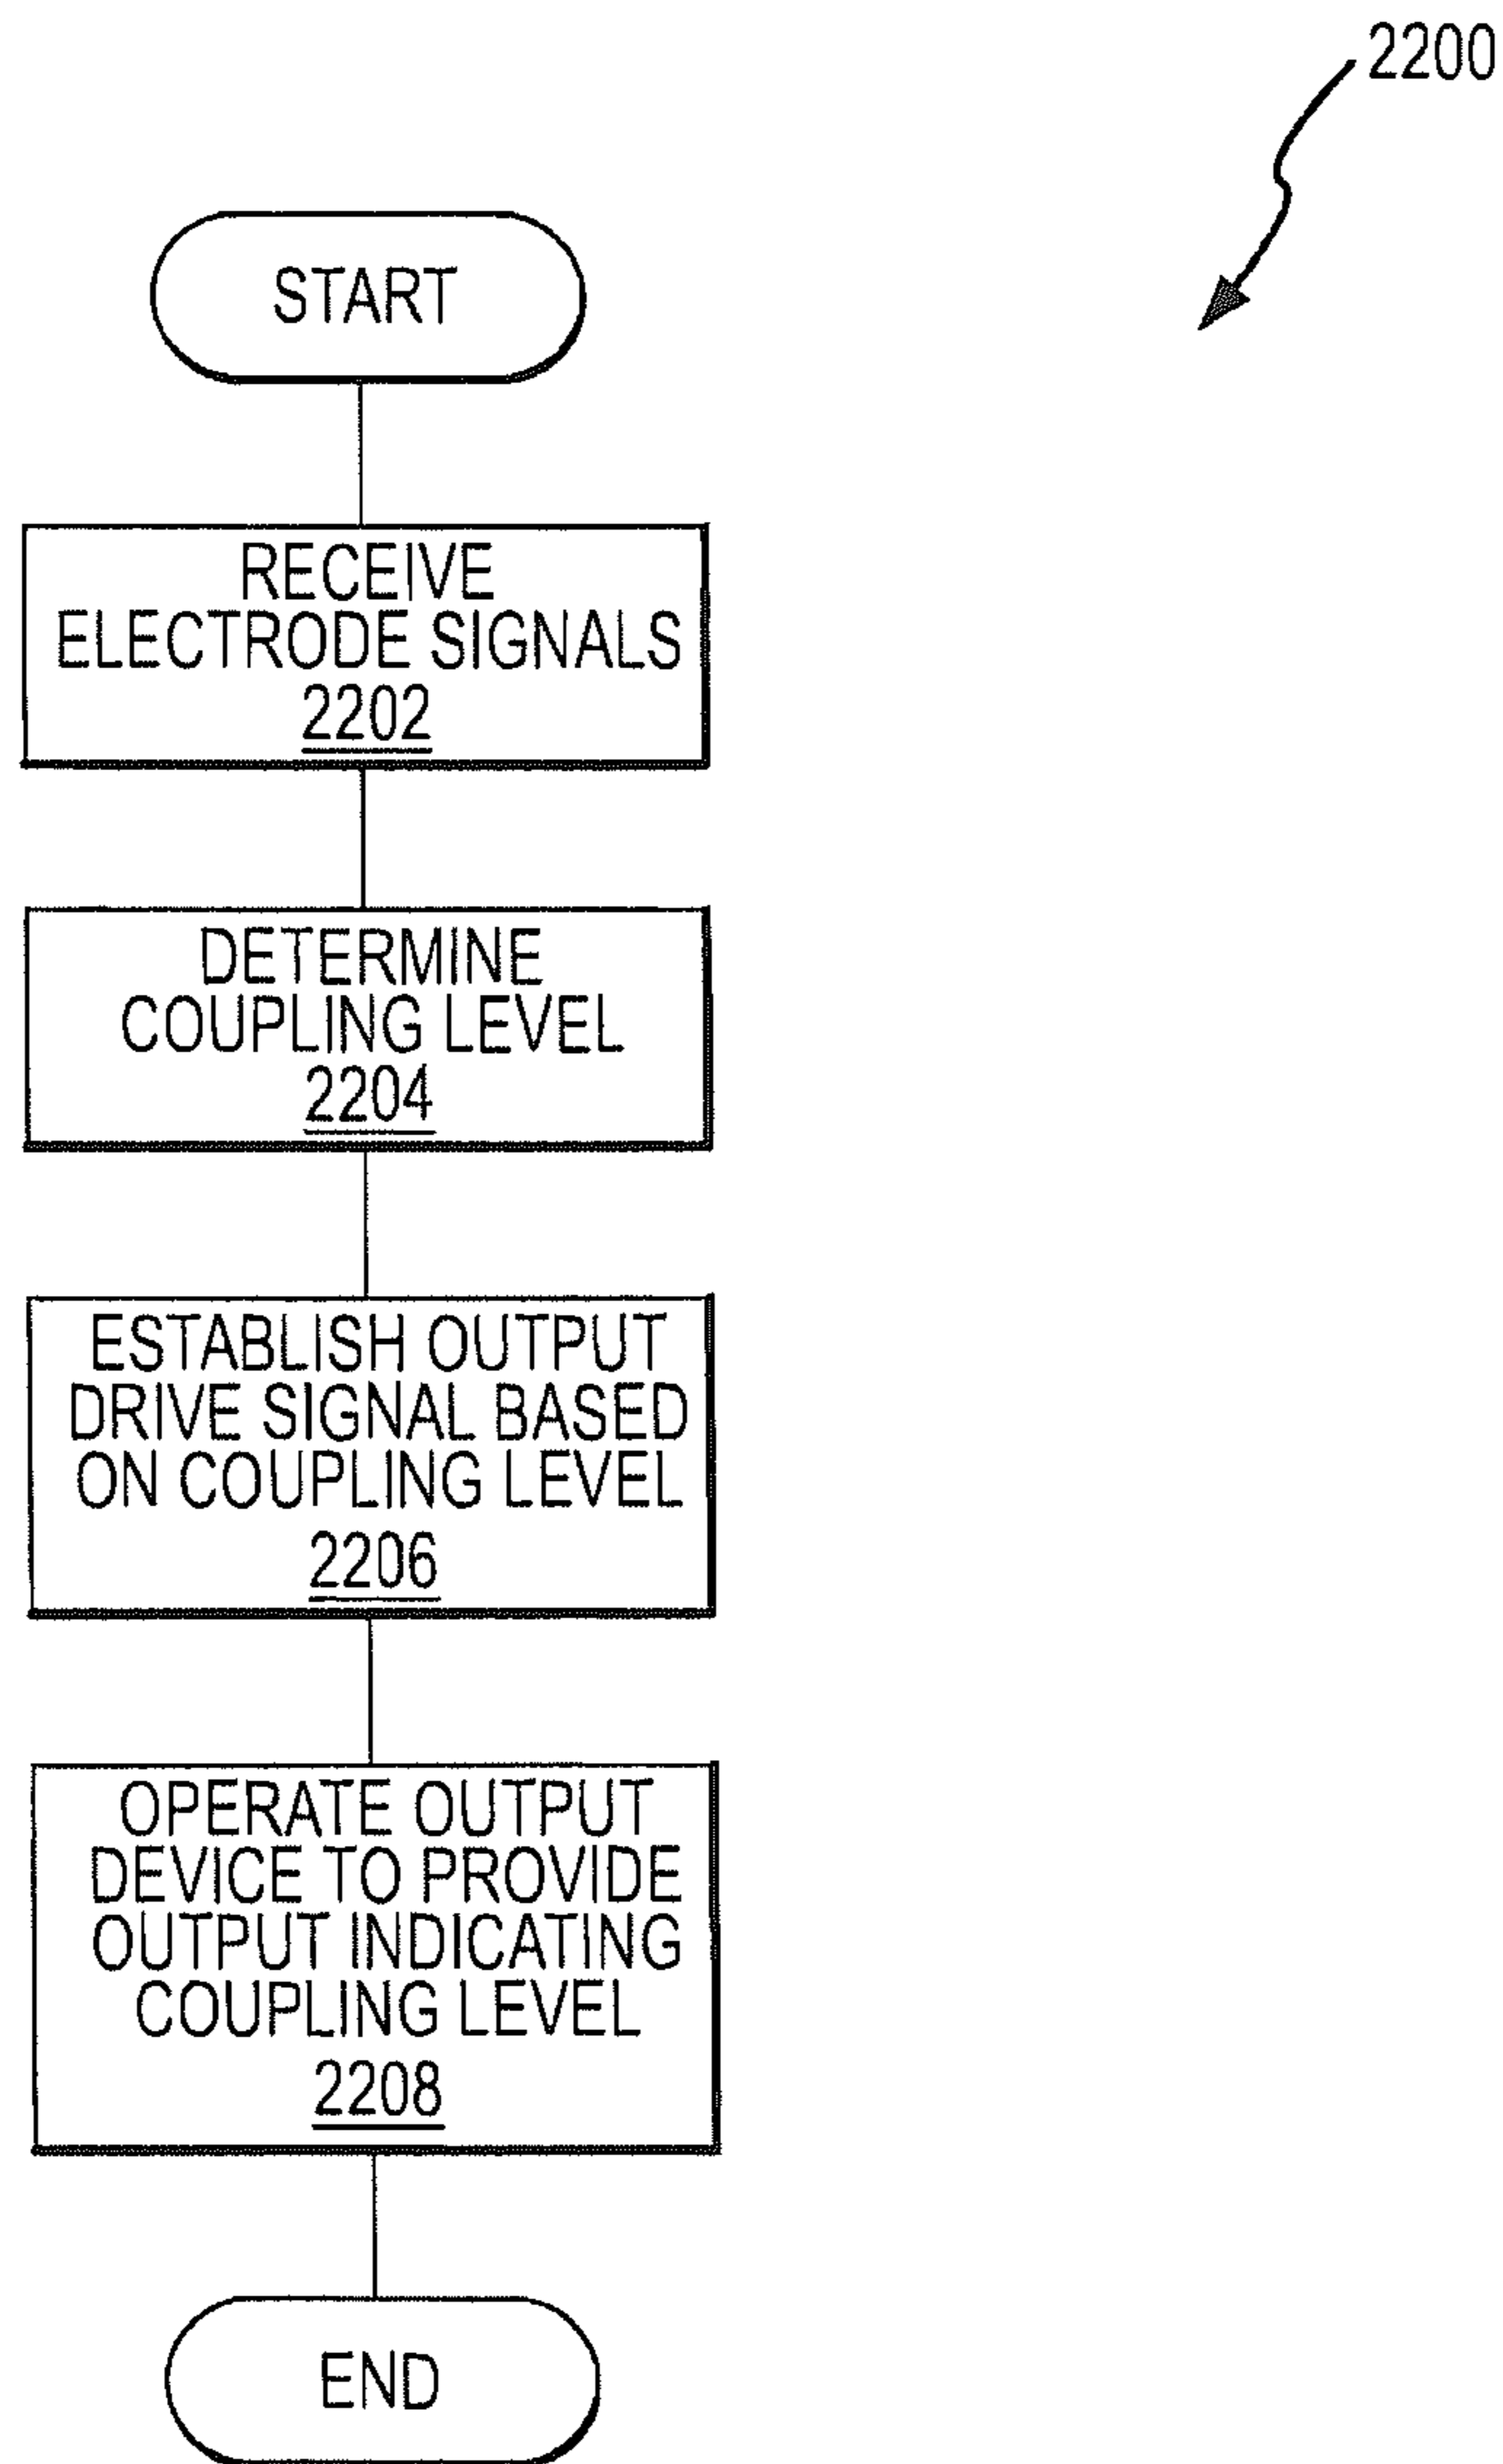 2200
START
RECEIVE
ELECTRODE SIGNALS
2202
DETERMINE
COUPLING LEVEL
2204
ESTABLISH OUTPUT
DRIVE SIGNAL BASED
ON COUPLING LEVEL
2206
OPERATE OUTPUT
DEVICE TO PROVIDE
OUTPUT INDICATING
COUPLING LEVEL
2208
END